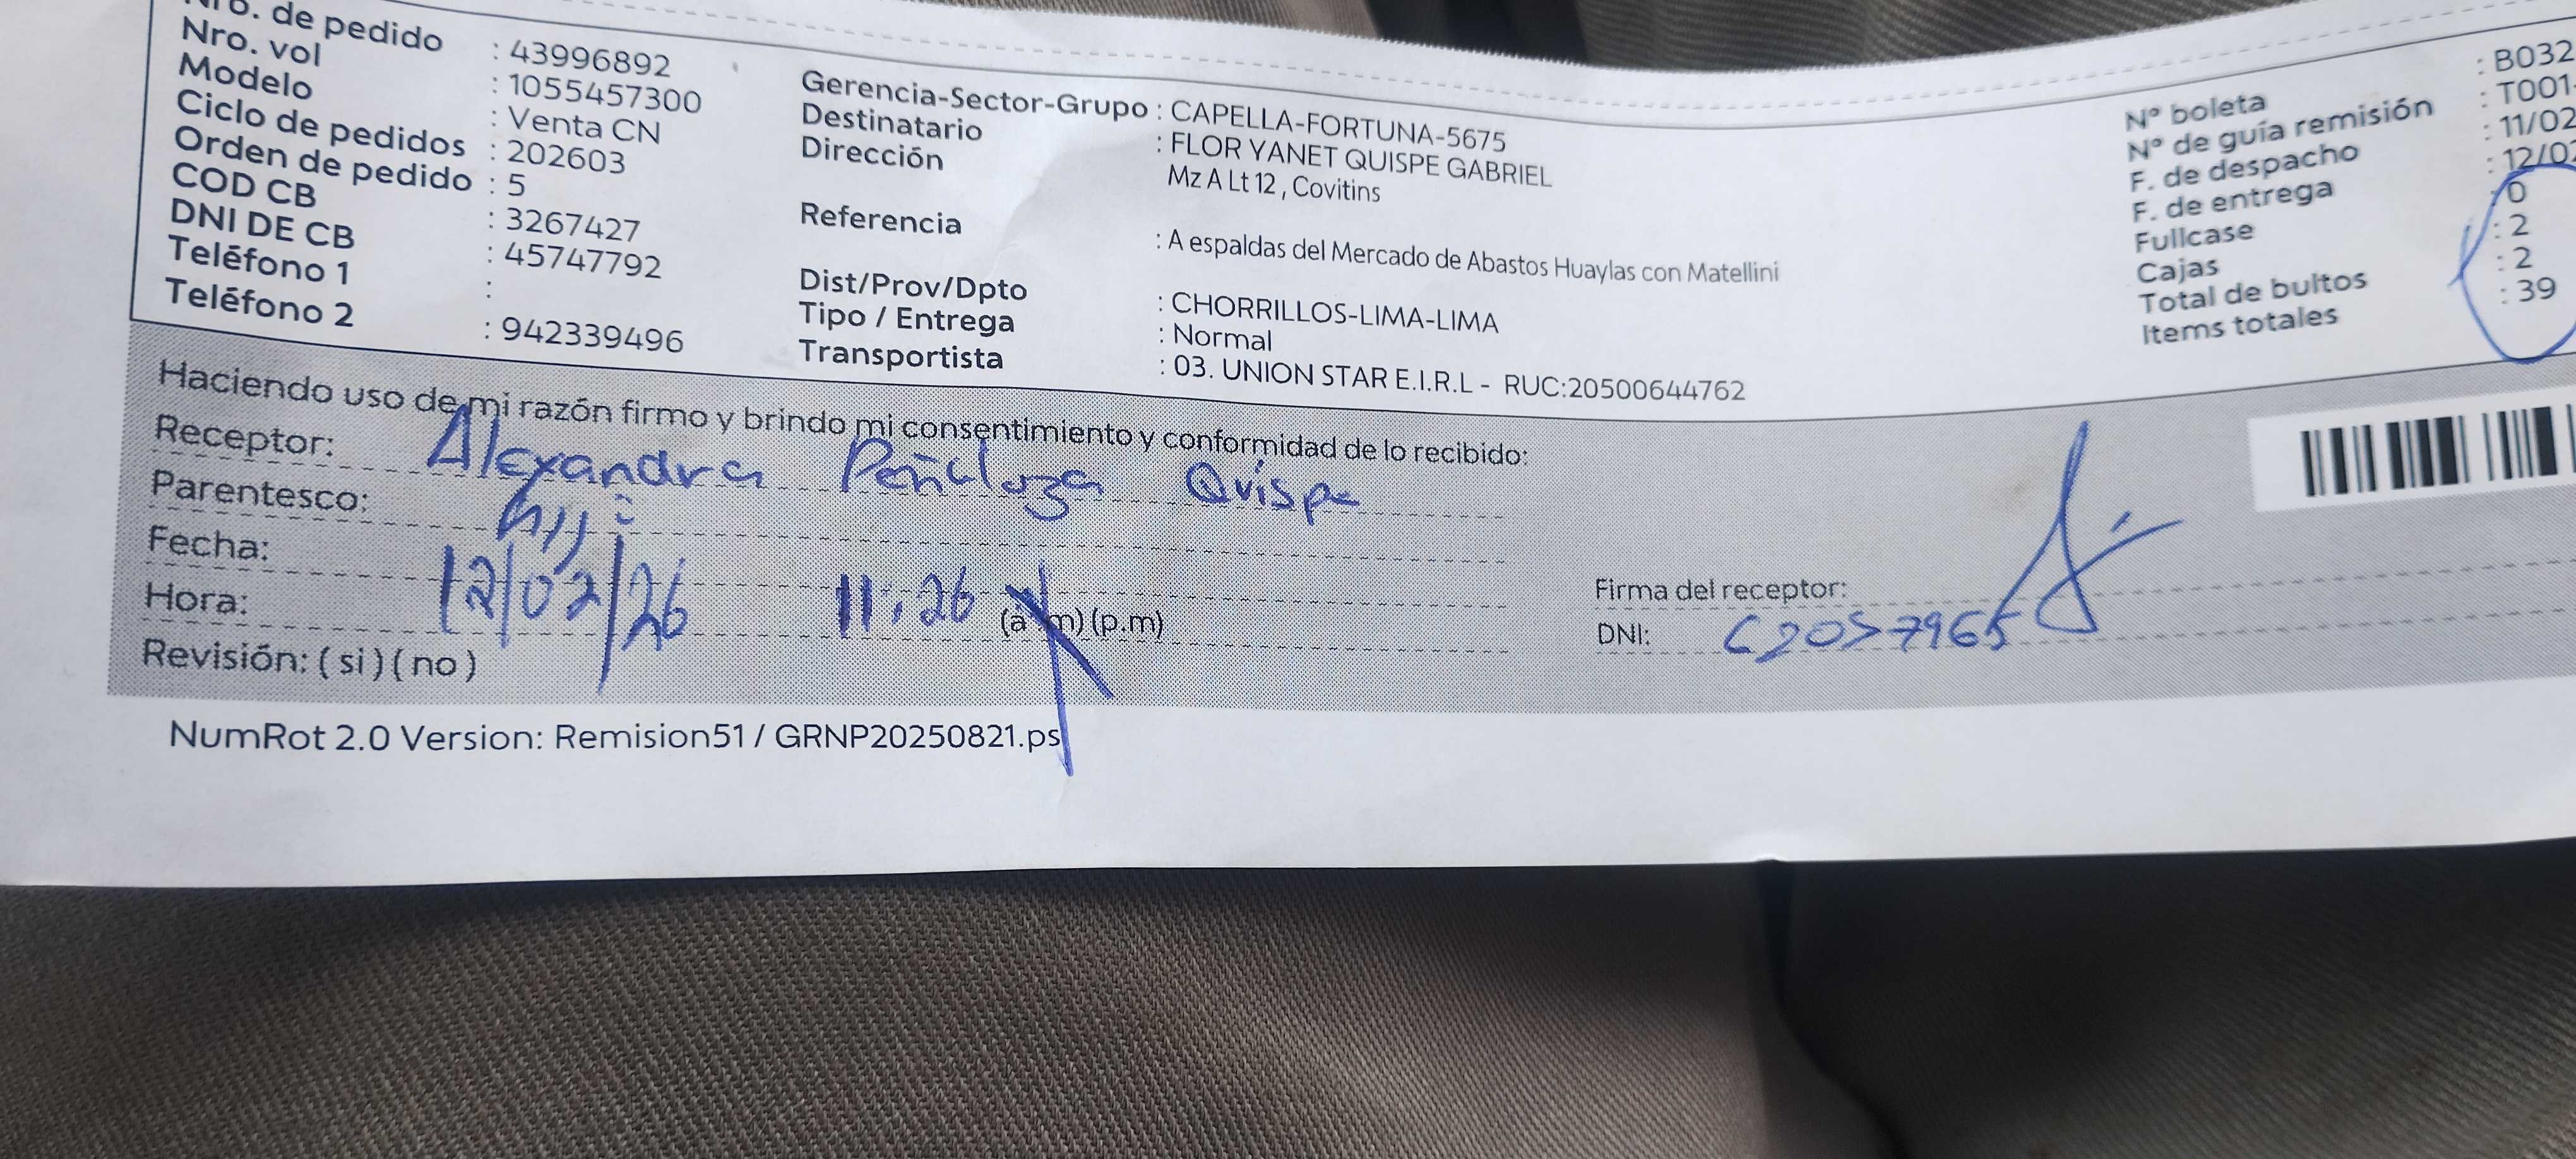 Nro. de pedido : 43996892
Nro. vol : 1055457300
Modelo : Venta CN
Ciclo de pedidos : 202603
Orden de pedido : 5
COD CB : 3267427
DNI DE CB : 45747792
Teléfono 1 :
Teléfono 2 : 942339496
Gerencia-Sector-Grupo : CAPELLA-FORTUNA-5675
Destinatario : FLOR YANET QUISPE GABRIEL
Dirección Mz A Lt 12 , Covitins
Referencia : A espaldas del Mercado de Abastos Huaylas con Matellini
Dist/Prov/Dpto : CHORRILLOS-LIMA-LIMA
Tipo / Entrega : Normal
Transportista : 03. UNION STAR E.I.R.L - RUC:20500644762
N° boleta : B032
N° de guía remisión : T001-
F. de despacho : 11/02
F. de entrega : 12/02
Fullcase 0
Cajas : 2
Total de bultos : 2
Items totales : 39
Haciendo uso de mi razón firmo y brindo mi consentimiento y conformidad de lo recibido:
Receptor: Alexandra Peñaloza Quispe
Parentesco:
Fecha: 12/02/26
Hora: 11:26 (a m) (p.m)
Revisión: ( si ) ( no )
Firma del receptor:
DNI:
NumRot 2.0 Version: Remision51 / GRNP20250821.ps